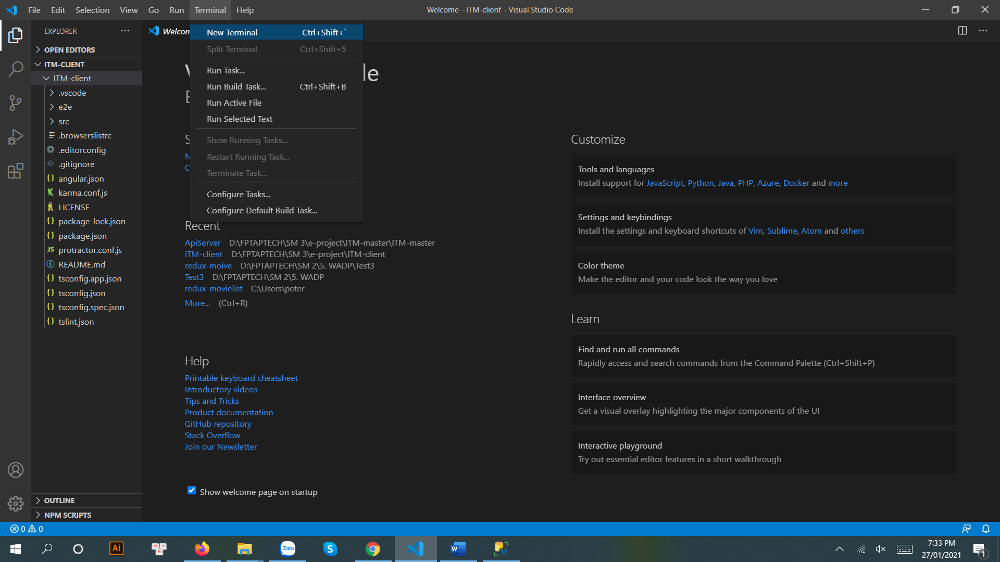 File Edit Selection View Go Run Terminal Help
Welcome - ITM-client - Visual Studio Code
EXPLORER
OPEN EDITORS
ITM-CLIENT
ITM-client
.vscode
e2e
src
.browserslistrc
.editorconfig
.gitignore
angular.json
karma.conf.js
LICENSE
package-lock.json
package.json
protractor.conf.js
README.md
tsconfig.app.json
tsconfig.json
tsconfig.spec.json
tslint.json
OUTLINE
NPM SCRIPTS
Welcom
New Terminal Ctrl+Shift+`
Split Terminal Ctrl+Shift+5
Run Task...
Run Build Task... Ctrl+Shift+B
Run Active File
Run Selected Text
Show Running Tasks...
Restart Running Task...
Terminate Task...
Configure Tasks...
Configure Default Build Task...
de
Recent
ApiServer D:\FPTAPTECH\SM 3\e-project\ITM-master\ITM-master
ITM-client D:\FPTAPTECH\SM 3\e-project\ITM-client
redux-moive D:\FPTAPTECH\SM 2\5. WADP\Test3
Test3 D:\FPTAPTECH\SM 2\5. WADP
redux-movielist C:\Users\peter
More... (Ctrl+R)
Help
Printable keyboard cheatsheet
Introductory videos
Tips and Tricks
Product documentation
GitHub repository
Stack Overflow
Join our Newsletter
Show welcome page on startup
Customize
Tools and languages
Install support for JavaScript, Python, Java, PHP, Azure, Docker and more
Settings and keybindings
Install the settings and keyboard shortcuts of Vim, Sublime, Atom and others
Color theme
Make the editor and your code look the way you love
Learn
Find and run all commands
Rapidly access and search commands from the Command Palette (Ctrl+Shift+P)
Interface overview
Get a visual overlay highlighting the major components of the UI
Interactive playground
Try out essential editor features in a short walkthrough
0 0
Ai
Zalo
7:33 PM
27/01/2021
1